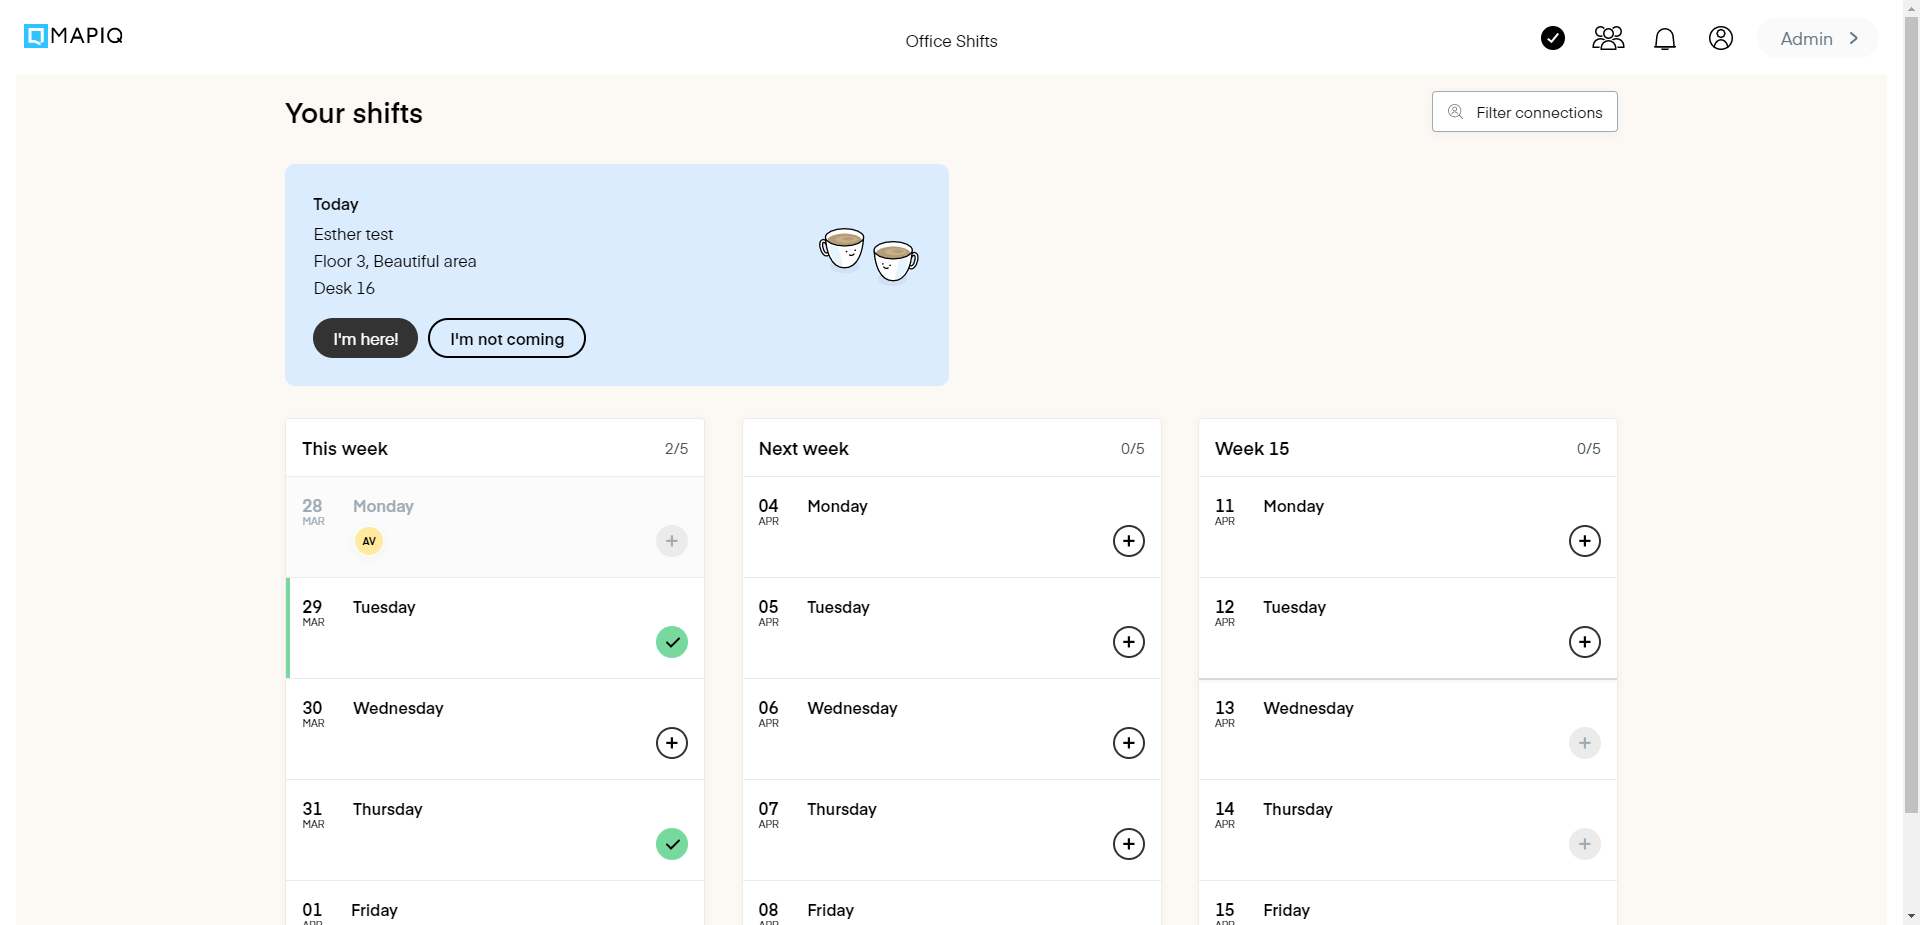 MAPIQ
Office Shifts
Admin
Your shifts
Filter connections
Today
Esther test
Floor 3, Beautiful area
Desk 16
I'm here!
I'm not coming
This week 2/5
28 Monday
MAR
AV
29 Tuesday
MAR
30 Wednesday
MAR
31 Thursday
MAR
01 Friday
APR
Next week 0/5
04 Monday
APR
05 Tuesday
APR
06 Wednesday
APR
07 Thursday
APR
08 Friday
APR
Week 15 0/5
11 Monday
APR
12 Tuesday
APR
13 Wednesday
APR
14 Thursday
APR
15 Friday
APR